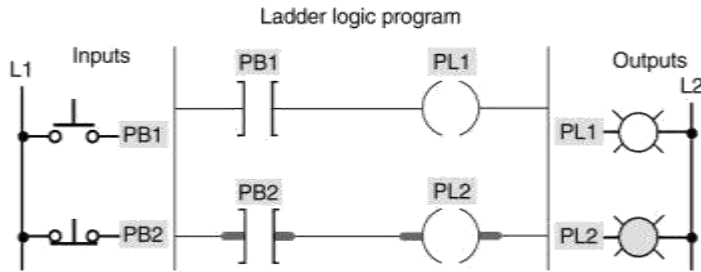 Ladder logic program
Inputs
Outputs
L1
L2
PB1
PL1
PB1
PL1
PB2
PL2
PB2
PL2